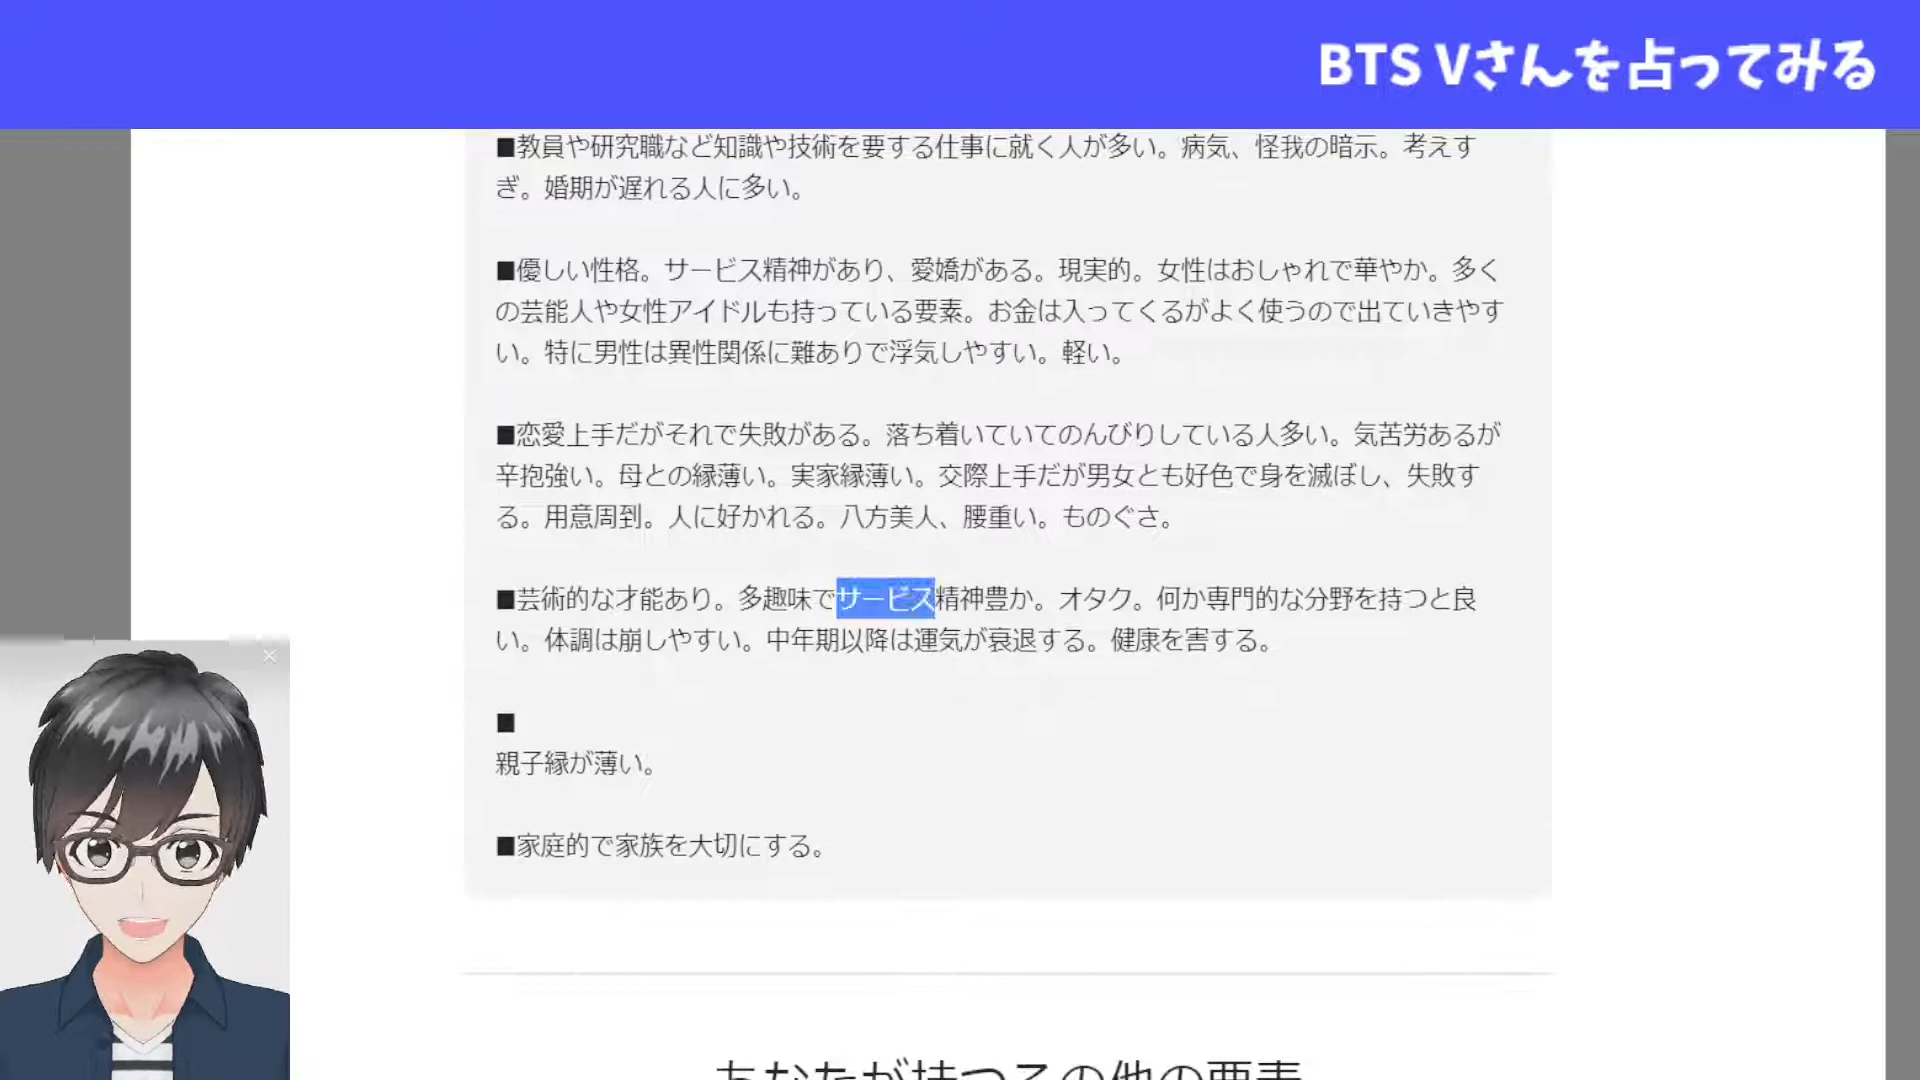 BTS Vさんを占ってみる
■教員や研究職など知識や技術を要する仕事に就く人が多い。病気、怪我の暗示。考えす
ぎ。婚期が遅れる人に多い。
■優しい性格。サービス精神があり、愛嬌がある。現実的。女性はおしゃれで華やか。多く
の芸能人や女性アイドルも持っている要素。お金は入ってくるがよく使うので出ていきやす
い。特に男性は異性関係に難ありで浮気しやすい。軽い。
■恋愛上手だがそれで失敗がある。落ち着いていてのんびりしている人多い。気苦労あるが
辛抱強い。母との縁薄い。実家縁薄い。交際上手だが男女とも好色で身を滅ぼし、失敗す
る。用意周到。人に好かれる。八方美人、腰重い。ものぐさ。
■芸術的な才能あり。多趣味でサービス精神豊か。オタク。何か専門的な分野を持つと良
い。体調は崩しやすい。中年期以降は運気が衰退する。健康を害する。
■
親子縁が薄い。
■家庭的で家族を大切にする。
あなたが持つその他の要素